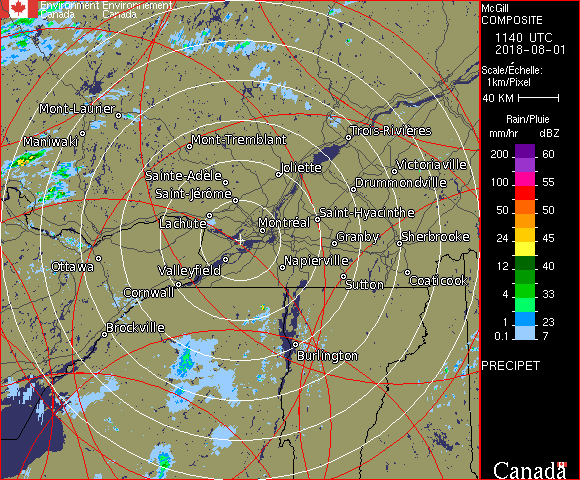 Environment Environnement
Canada Canada
McGill
COMPOSITE
1140 UTC
2018-08-01
Scale/Échelle:
1km/Pixel
40 KM
Rain/Pluie
mm/hr dBZ
200 60
100 55
50 50
24 45
12 40
4 33
1 23
0.1 7
PRECIPET
Canada
Mont-Laurier
Maniwaki
Mont-Tremblant
Trois-Rivières
Joliette
Victoriaville
Sainte-Adèle
Drummondville
Saint-Jérôme
Saint-Hyacinthe
Lachute
Montréal
Granby
Sherbrooke
Ottawa
Valleyfield
Napierville
Sutton
Coaticook
Cornwall
Brockville
Burlington